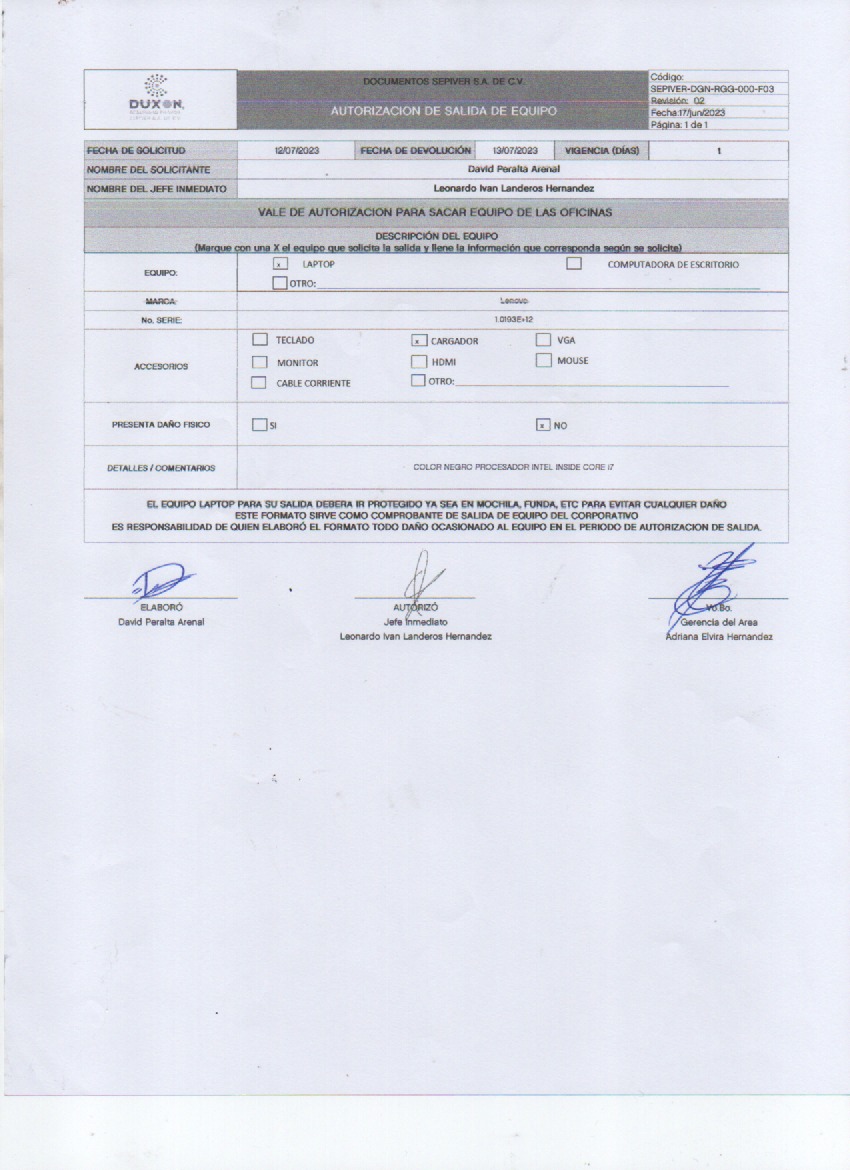 DUXON
DOCUMENTOS SEPIVER S.A. DE C.V.
AUTORIZACION DE SALIDA DE EQUIPO
Código:
SEPIVER-DGN-RGG-000-F03
Revisión: 02
Fecha:17/jun/2023
Página: 1 de 1
FECHA DE SOLICITUD 12/07/2023 FECHA DE DEVOLUCIÓN 13/07/2023 VIGENCIA (DÍAS) 1
NOMBRE DEL SOLICITANTE David Peralta Arenal
NOMBRE DEL JEFE INMEDIATO Leonardo Ivan Landeros Hernandez
VALE DE AUTORIZACION PARA SACAR EQUIPO DE LAS OFICINAS
DESCRIPCIÓN DEL EQUIPO
(Marque con una X el equipo que solicita la salida y llene la información que corresponda según se solicite)
EQUIPO: x LAPTOP COMPUTADORA DE ESCRITORIO
OTRO:
MARCA: Lenovo
No. SERIE: 1.0193E+12
ACCESORIOS
TECLADO x CARGADOR VGA
MONITOR HDMI MOUSE
CABLE CORRIENTE OTRO:
PRESENTA DAÑO FISICO SI x NO
DETALLES / COMENTARIOS COLOR NEGRO PROCESADOR INTEL INSIDE CORE i7
EL EQUIPO LAPTOP PARA SU SALIDA DEBERA IR PROTEGIDO YA SEA EN MOCHILA, FUNDA, ETC PARA EVITAR CUALQUIER DAÑO
ESTE FORMATO SIRVE COMO COMPROBANTE DE SALIDA DE EQUIPO DEL CORPORATIVO
ES RESPONSABILIDAD DE QUIEN ELABORÓ EL FORMATO TODO DAÑO OCASIONADO AL EQUIPO EN EL PERIODO DE AUTORIZACION DE SALIDA.
ELABORÓ AUTORIZÓ Vo.Bo.
David Peralta Arenal Jefe Inmediato Gerencia del Area
Leonardo Ivan Landeros Hernandez Adriana Elvira Hernandez